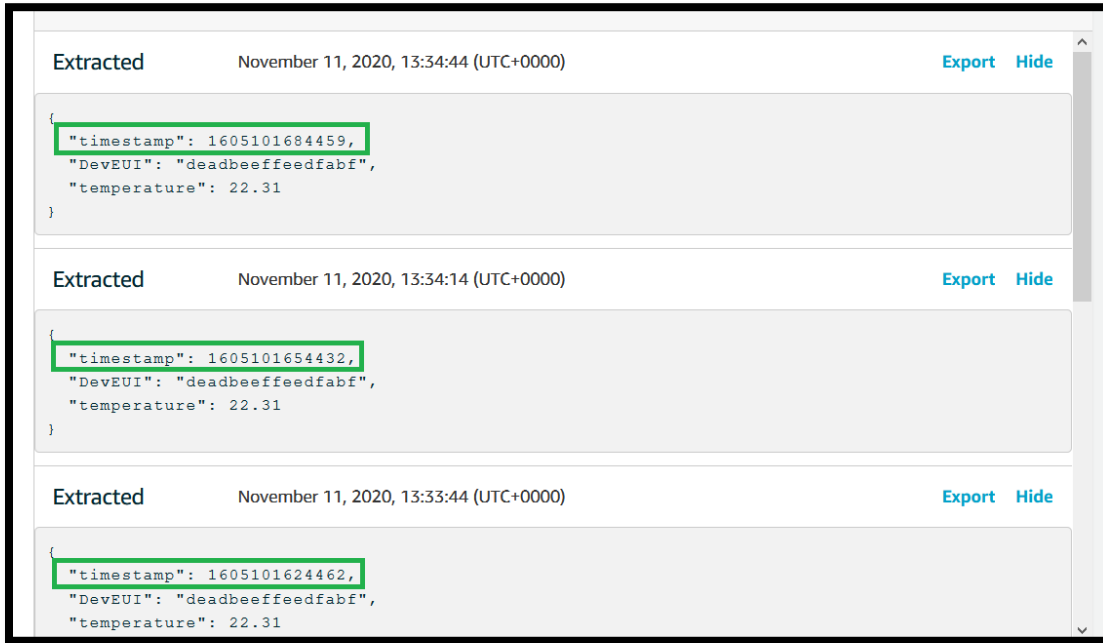 Extracted November 11, 2020, 13:34:44 (UTC+0000) Export Hide
{
"timestamp": 1605101684459,
"DevEUI": "deadbeeffeedfabf",
"temperature": 22.31
}
Extracted November 11, 2020, 13:34:14 (UTC+0000) Export Hide
{
"timestamp": 1605101654432,
"DevEUI": "deadbeeffeedfabf",
"temperature": 22.31
}
Extracted November 11, 2020, 13:33:44 (UTC+0000) Export Hide
{
"timestamp": 1605101624462,
"DevEUI": "deadbeeffeedfabf",
"temperature": 22.31